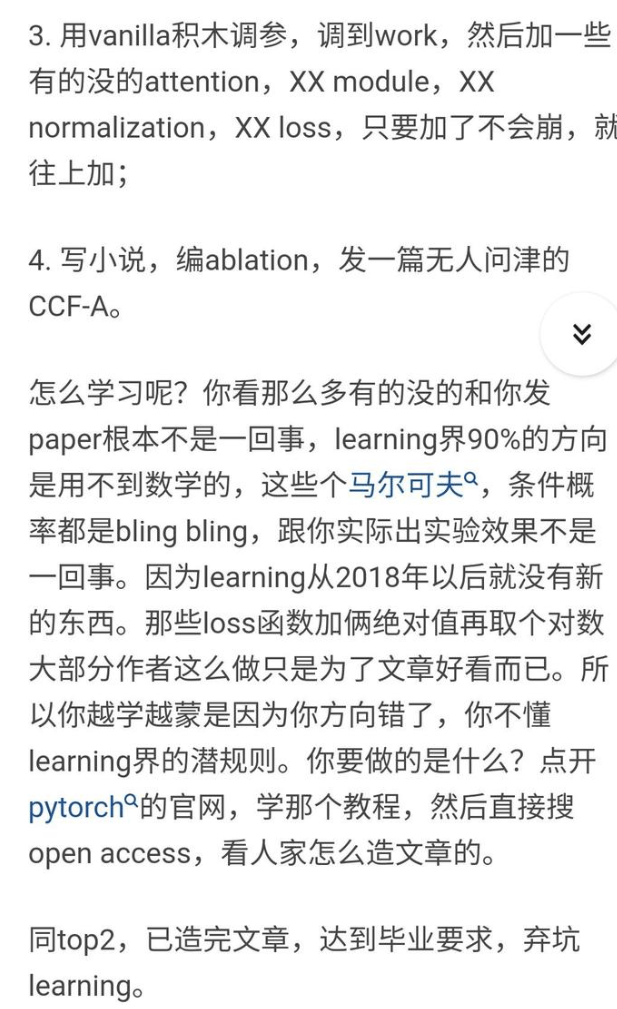 3. 用vanilla积木调参，调到work，然后加一些
有的没的attention，XX module，XX
normalization，XX loss，只要加了不会崩，就
往上加；
4. 写小说，编ablation，发一篇无人问津的
CCF-A。
怎么学习呢？你看那么多有的没的和你发
paper根本不是一回事，learning界90%的方向
是用不到数学的，这些个马尔可夫，条件概
率都是bling bling，跟你实际出实验效果不是
一回事。因为learning从2018年以后就没有新
的东西。那些loss函数加俩绝对值再取个对数
大部分作者这么做只是为了文章好看而已。所
以你越学越蒙是因为你方向错了，你不懂
learning界的潜规则。你要做的是什么？点开
pytorch的官网，学那个教程，然后直接搜
open access，看人家怎么造文章的。
同top2，已造完文章，达到毕业要求，弃坑
learning。